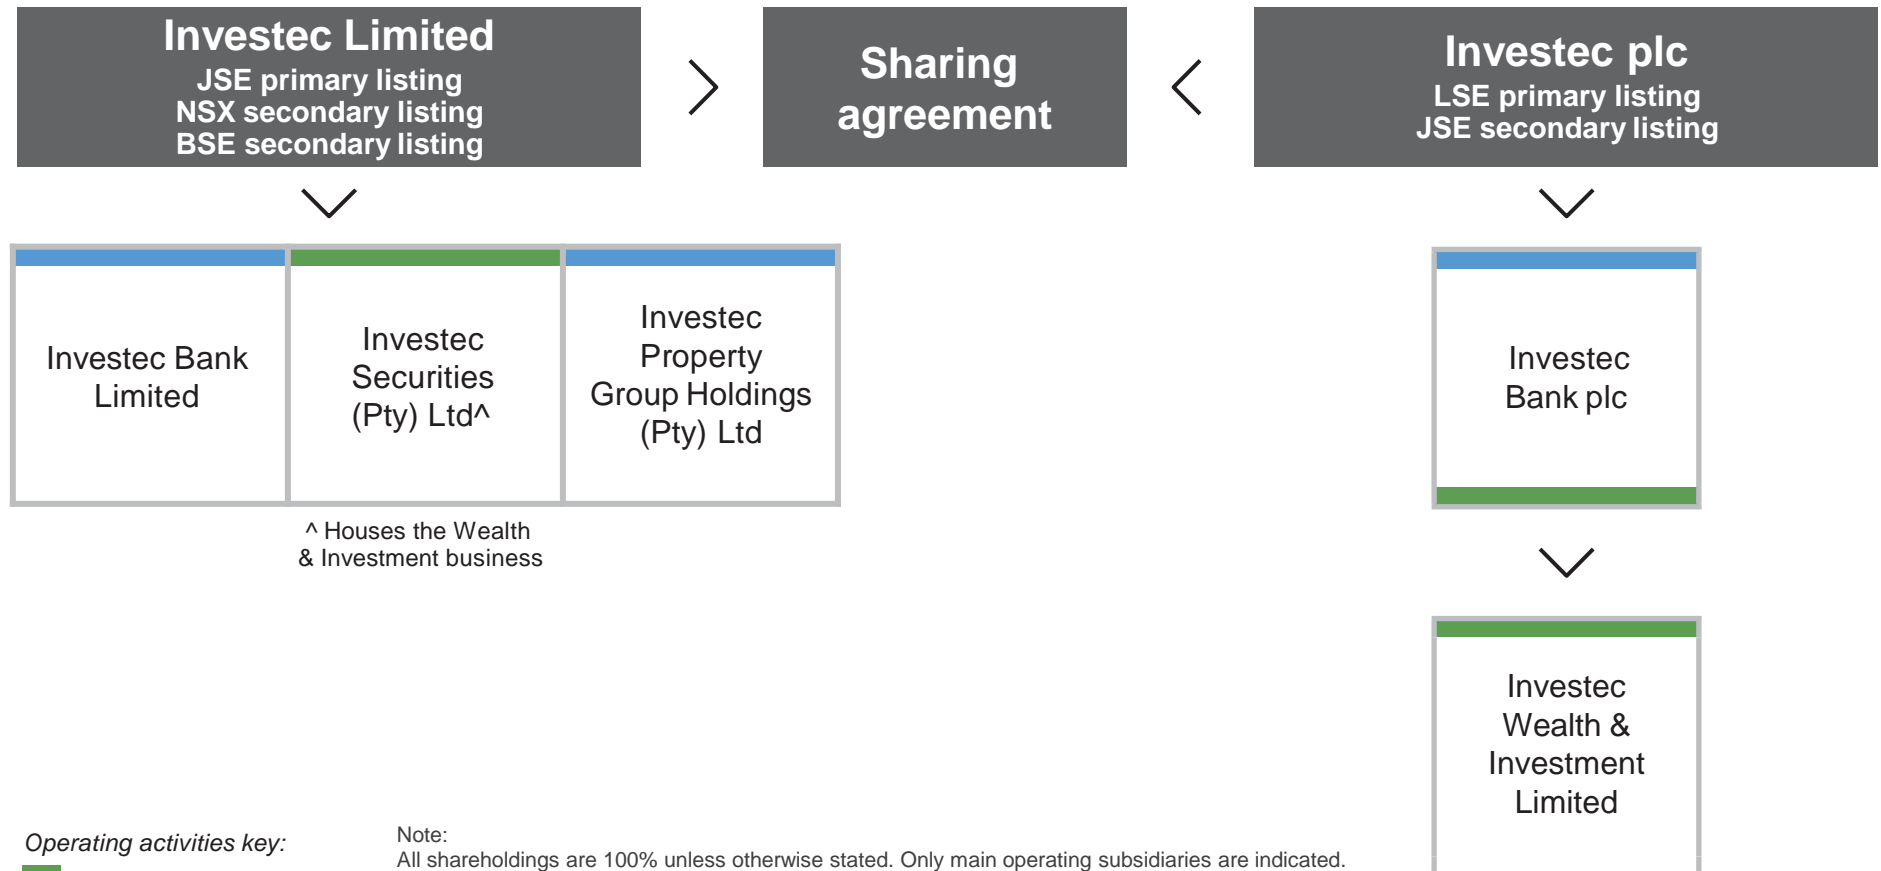 Investec Limited
JSE primary listing
NSX secondary listing
BSE secondary listing
Sharing
agreement
Investec plc
LSE primary listing
JSE secondary listing
Investec Bank
Limited
Investec
Securities
(Pty) Ltd^
Investec
Property
Group Holdings
(Pty) Ltd
Investec
Bank plc
^ Houses the Wealth
& Investment business
Investec
Wealth &
Investment
Limited
Operating activities key:
Note:
All shareholdings are 100% unless otherwise stated. Only main operating subsidiaries are indicated.